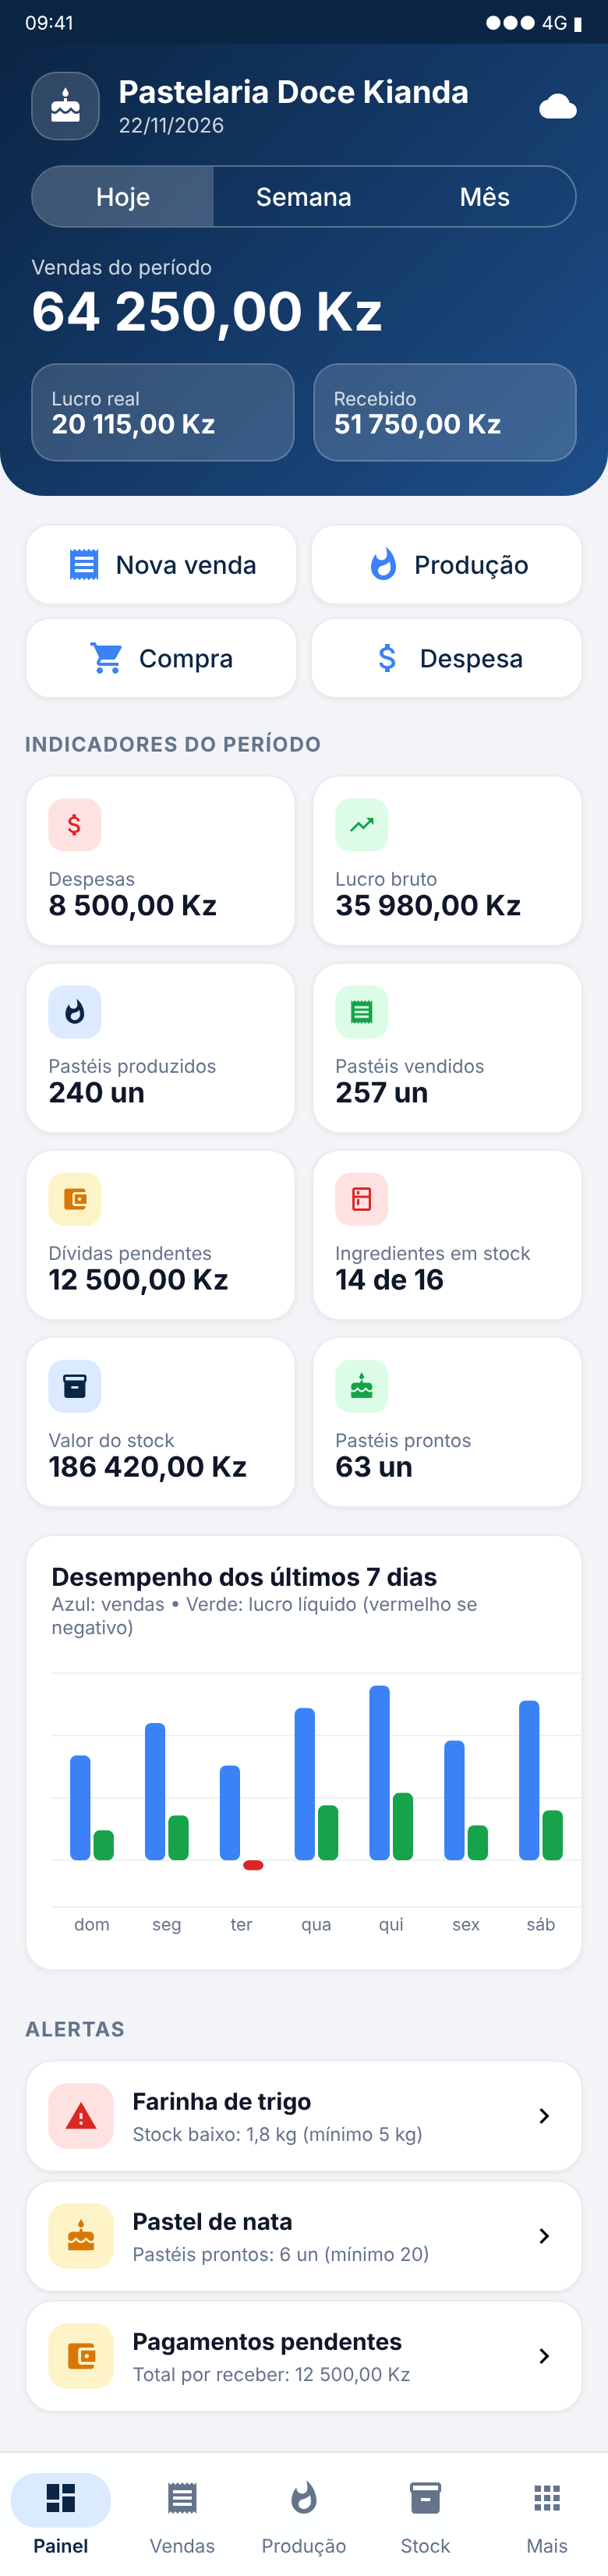 09:41
4G
Pastelaria Doce Kianda
22/11/2026
Hoje
Semana
Mês
Vendas do período
64 250,00 Kz
Lucro real
20 115,00 Kz
Recebido
51 750,00 Kz
Nova venda
Produção
Compra
Despesa
INDICADORES DO PERÍODO
Despesas
8 500,00 Kz
Lucro bruto
35 980,00 Kz
Pastéis produzidos
240 un
Pastéis vendidos
257 un
Dívidas pendentes
12 500,00 Kz
Ingredientes em stock
14 de 16
Valor do stock
186 420,00 Kz
Pastéis prontos
63 un
Desempenho dos últimos 7 dias
Azul: vendas • Verde: lucro líquido (vermelho se
negativo)
dom
seg
ter
qua
qui
sex
sáb
ALERTAS
Farinha de trigo
Stock baixo: 1,8 kg (mínimo 5 kg)
Pastel de nata
Pastéis prontos: 6 un (mínimo 20)
Pagamentos pendentes
Total por receber: 12 500,00 Kz
Painel
Vendas
Produção
Stock
Mais